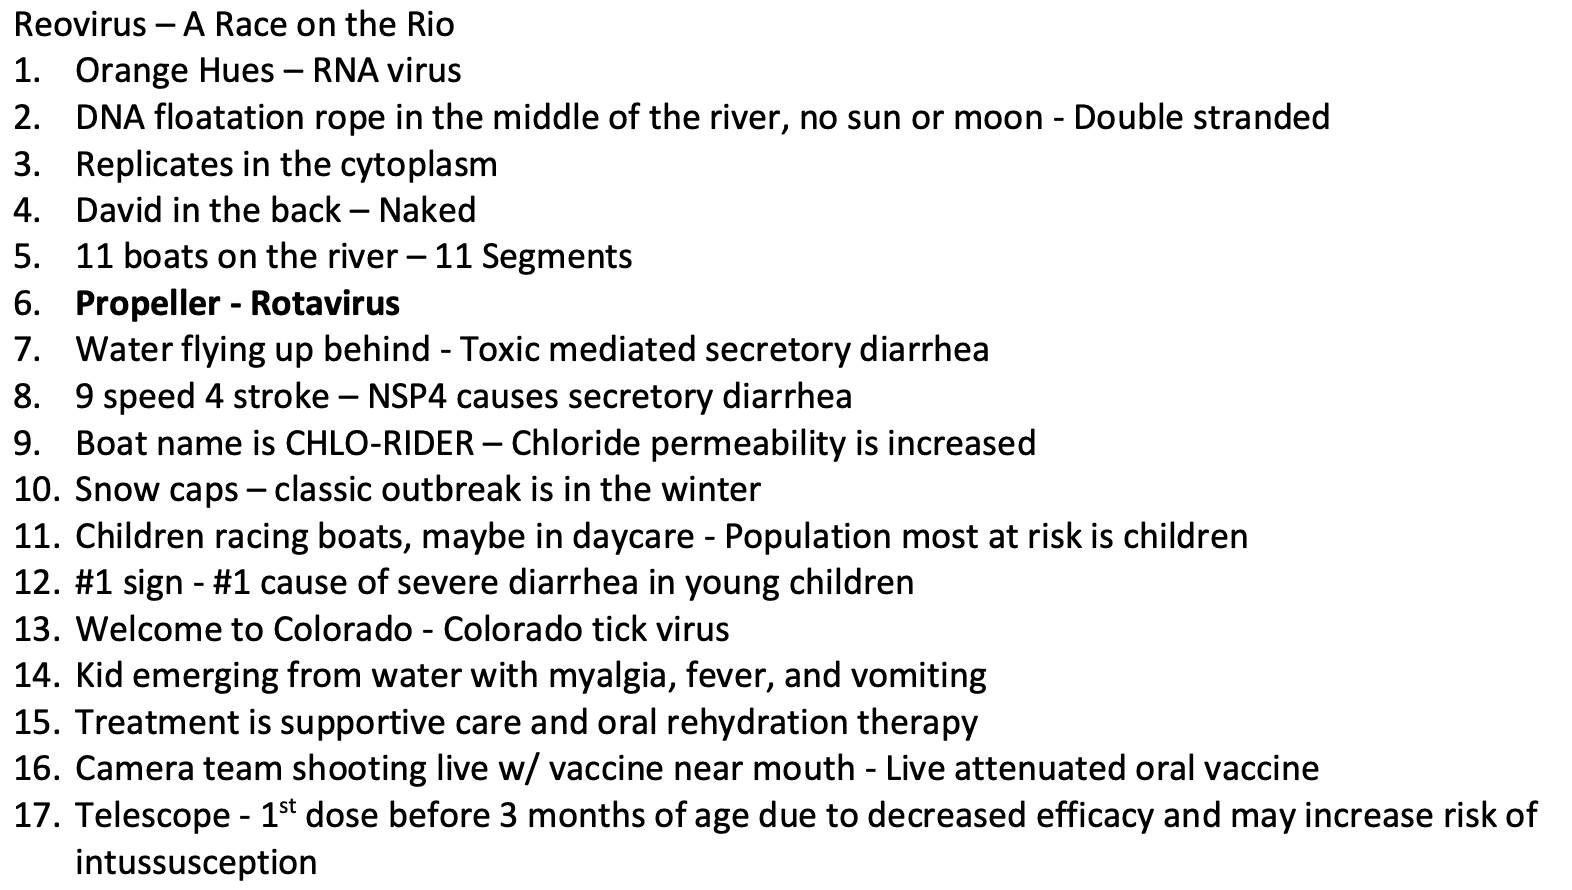 Reovirus – A Race on the Rio
1. Orange Hues – RNA virus
2. DNA floatation rope in the middle of the river, no sun or moon - Double stranded
3. Replicates in the cytoplasm
4. David in the back – Naked
5. 11 boats on the river – 11 Segments
6. Propeller - Rotavirus
7. Water flying up behind - Toxic mediated secretory diarrhea
8. 9 speed 4 stroke – NSP4 causes secretory diarrhea
9. Boat name is CHLO-RIDER – Chloride permeability is increased
10. Snow caps – classic outbreak is in the winter
11. Children racing boats, maybe in daycare - Population most at risk is children
12. #1 sign - #1 cause of severe diarrhea in young children
13. Welcome to Colorado - Colorado tick virus
14. Kid emerging from water with myalgia, fever, and vomiting
15. Treatment is supportive care and oral rehydration therapy
16. Camera team shooting live w/ vaccine near mouth - Live attenuated oral vaccine
17. Telescope - 1st dose before 3 months of age due to decreased efficacy and may increase risk of
intussusception